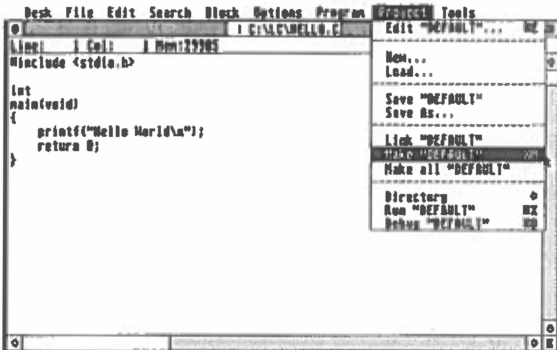 Desk File Edit Search Block Options Program Project Tools
C:\LC\HELLO.C
Line: 1 Col: 1 Mem:29985
#include <stdio.h>
int
main(void)
{
printf("Hello World\n");
return 0;
}
Edit "DEFAULT"... ⌘E
New...
Load...
Save "DEFAULT"
Save As...
Link "DEFAULT"
Make "DEFAULT" ⌘M
Make all "DEFAULT"
Directory
Run "DEFAULT" ⌘X
Debug "DEFAULT" ⌘D